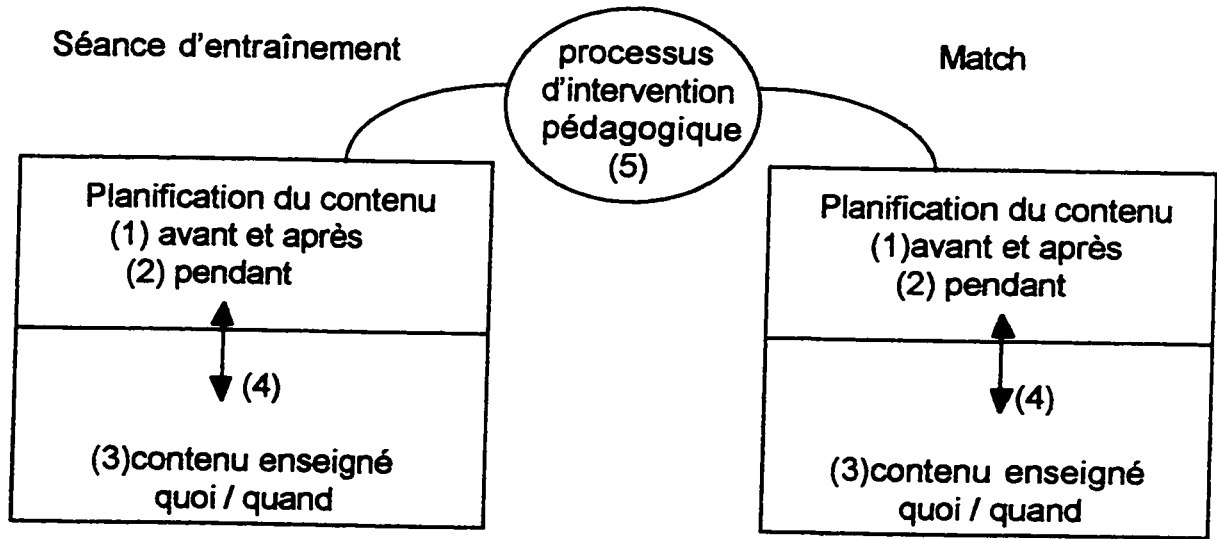 Séance d'entraînement
processus
d'intervention
pédagogique
(5)
Match
Planification du contenu
(1) avant et après
(2) pendant
(4)
(3)contenu enseigné
quoi / quand
Planification du contenu
(1)avant et après
(2) pendant
(4)
(3)contenu enseigné
quoi / quand